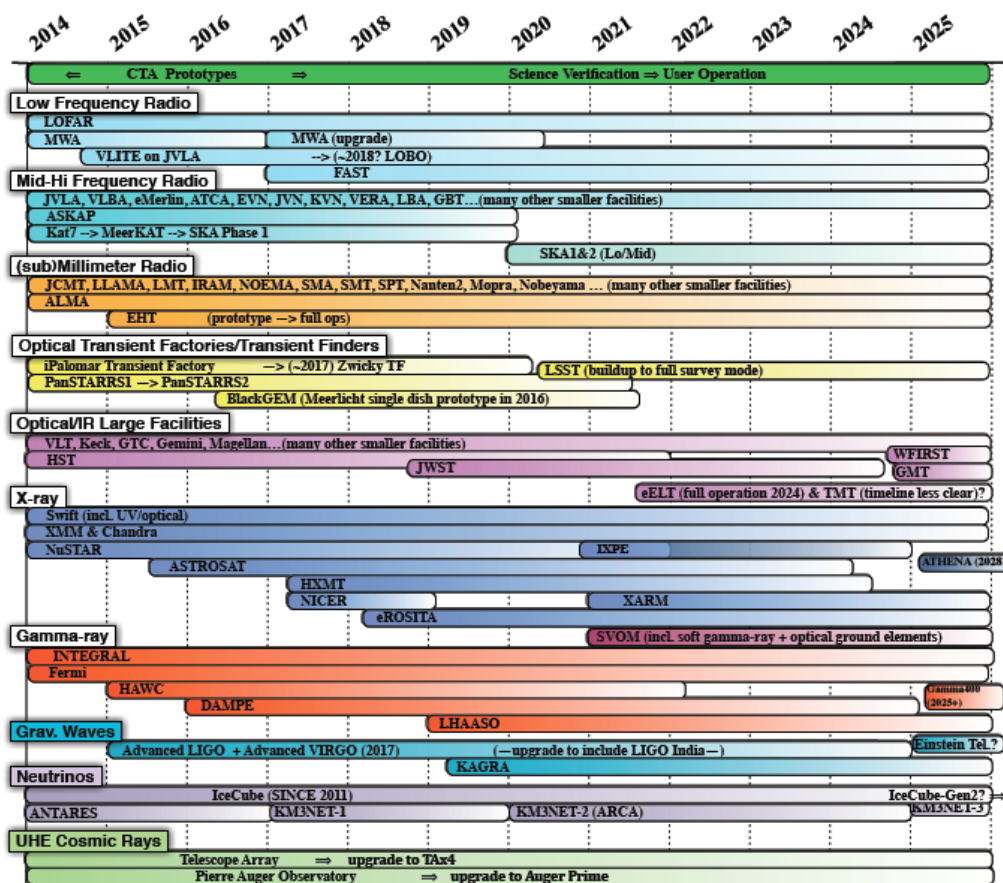 2014 2015 2016 2017 2018 2019 2020 2021 2022 2024 2025
⇐ CTA Prototypes ⇒ Science Verification ⇒ User Operation
Low Frequency Radio
LOFAR
MWA MWA (upgrade)
VLITE on JVLA --> (~2018? LOBO)
FAST
Mid-Hi Frequency Radio
JVLA, VLBA, eMerlin, ATCA, EVN, JVN, KVN, VERA, LBA, GBT...(many other smaller facilities)
ASKAP
Kat7 --> MeerKAT --> SKA Phase 1
SKA1&2 (Lo/Mid)
(sub)Millimeter Radio
JCMT, LLAMA, LMT, IRAM, NOEMA, SMA, SMT, SPT, Nanten2, Mopra, Nobeyama ... (many other smaller facilities)
ALMA
EHT (prototype —> full ops)
Optical Transient Factories/Transient Finders
iPalomar Transient Factory —> (~2017) Zwicky TF LSST (buildup to full survey mode)
PanSTARRS1 —> PanSTARRS2
BlackGEM (Meerlicht single dish prototype in 2016)
Optical/IR Large Facilities
VLT, Keck, GTC, Gemini, Magellan...(many other smaller facilities)
WFIRST
HST
JWST GMT
eELT (full operation 2024) & TMT (timeline less clear)?
X-ray
Swift (incl. UV/optical)
XMM & Chandra
NuSTAR IXPE
ASTROSAT ATHENA (2028
HXMT
NICER XARM
eROSITA
SVOM (incl. soft gamma-ray + optical ground elements)
Gamma-ray
INTEGRAL
Fermi
HAWC Gamma400
(2025+)
DAMPE
LHAASO
Grav. Waves
Advanced LIGO + Advanced VIRGO (2017) (—upgrade to include LIGO India—) Einstein Tel.?
KAGRA
Neutrinos
IceCube (SINCE 2011) IceCube-Gen2? ⇒
ANTARES KM3NET-1 KM3NET-2 (ARCA) KM3NET-3
UHE Cosmic Rays
Telescope Array ⇒ upgrade to TAx4
Pierre Auger Observatory ⇒ upgrade to Auger Prime